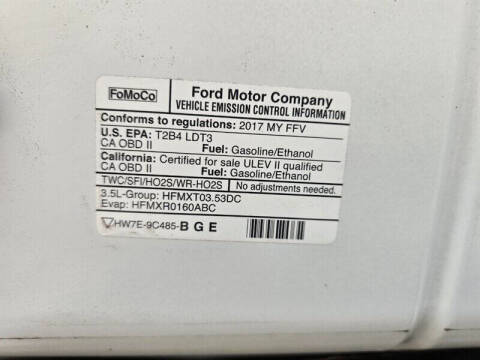 FoMoCo
Ford Motor Company
VEHICLE EMISSION CONTROL INFORMATION
Conforms to regulations: 2017 MY FFV
U.S. EPA: T2B4 LDT3
CA OBD II Fuel: Gasoline/Ethanol
California: Certified for sale ULEV II qualified
CA OBD II Fuel: Gasoline/Ethanol
TWC/SFI/HO2S/WR-HO2S No adjustments needed.
3.5L-Group: HFMXT03.53DC
Evap: HFMXR0160ABC
HW7E-9C485-BGE